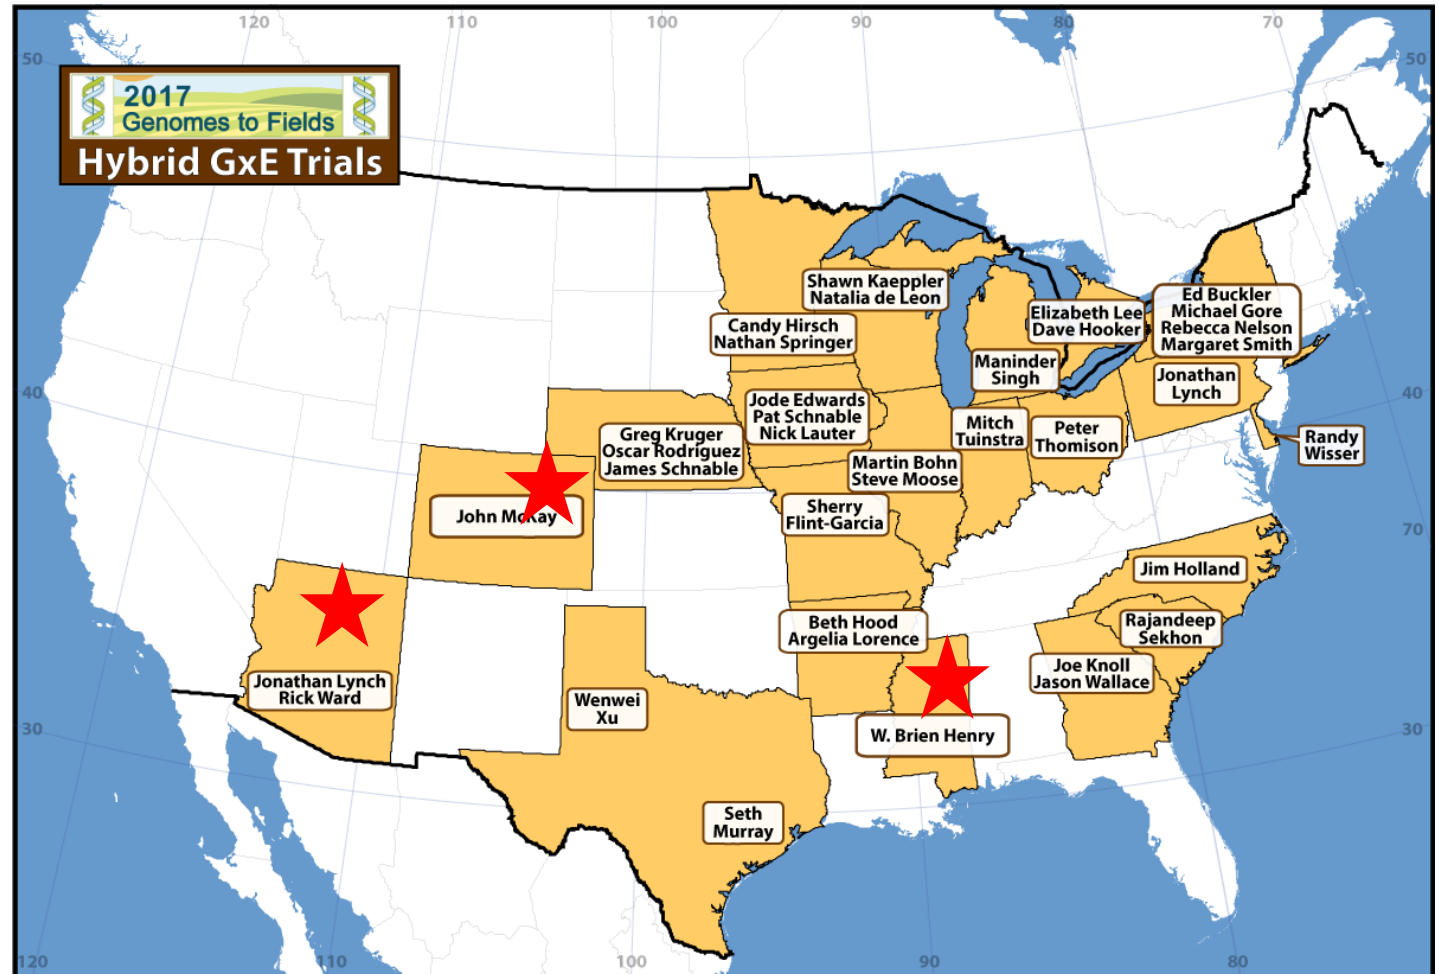 120
110
100
90
80
70
50
50
2017
Genomes to Fields
Hybrid GxE Trials
Shawn Kaeppler
Natalia de Leon
Elizabeth Lee
Dave Hooker
Ed Buckler
Michael Gore
Rebecca Nelson
Margaret Smith
Candy Hirsch
Nathan Springer
Maninder
Singh
Jonathan
Lynch
40
40
Jode Edwards
Pat Schnable
Nick Lauter
Mitch
Tuinstra
Peter
Thomison
Randy
Wisser
Greg Kruger
Oscar Rodriguez
James Schnable
Martin Bohn
Steve Moose
John McKay
Sherry
Flint-Garcia
70
Jim Holland
Beth Hood
Argelia Lorence
Rajandeep
Sekhon
Jonathan Lynch
Rick Ward
Joe Knoll
Jason Wallace
Wenwei
Xu
W. Brien Henry
30
30
Seth
Murray
120
110
100
90
80